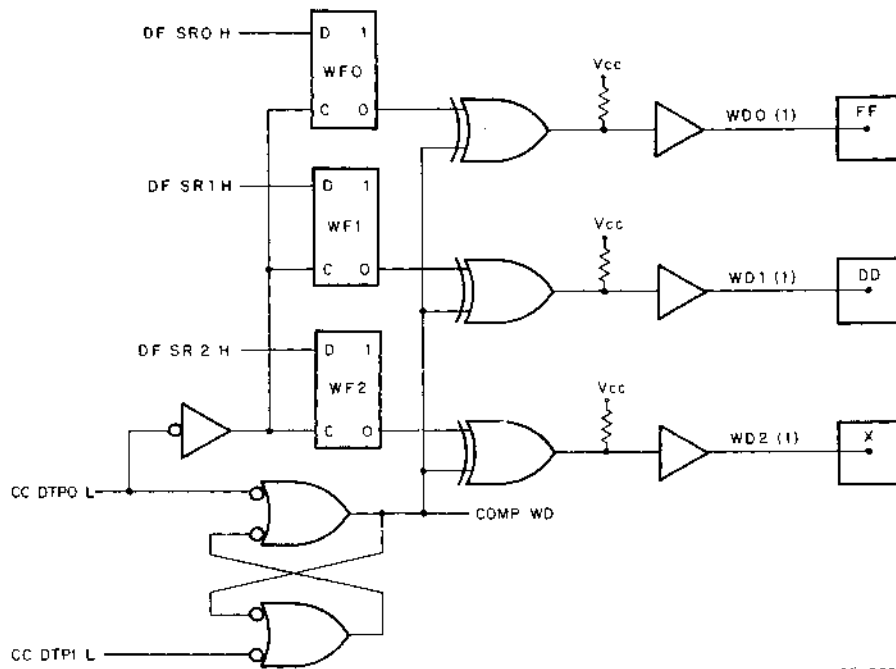 DF SR0 H
D 1
WF0
C 0
Vcc
WD0 (1)
FF
DF SR1 H
D 1
WF1
C 0
Vcc
WD1 (1)
DD
DF SR2 H
D 1
WF2
C 0
Vcc
WD2 (1)
X
CC DTP0 L
COMP WD
CC DTP1 L